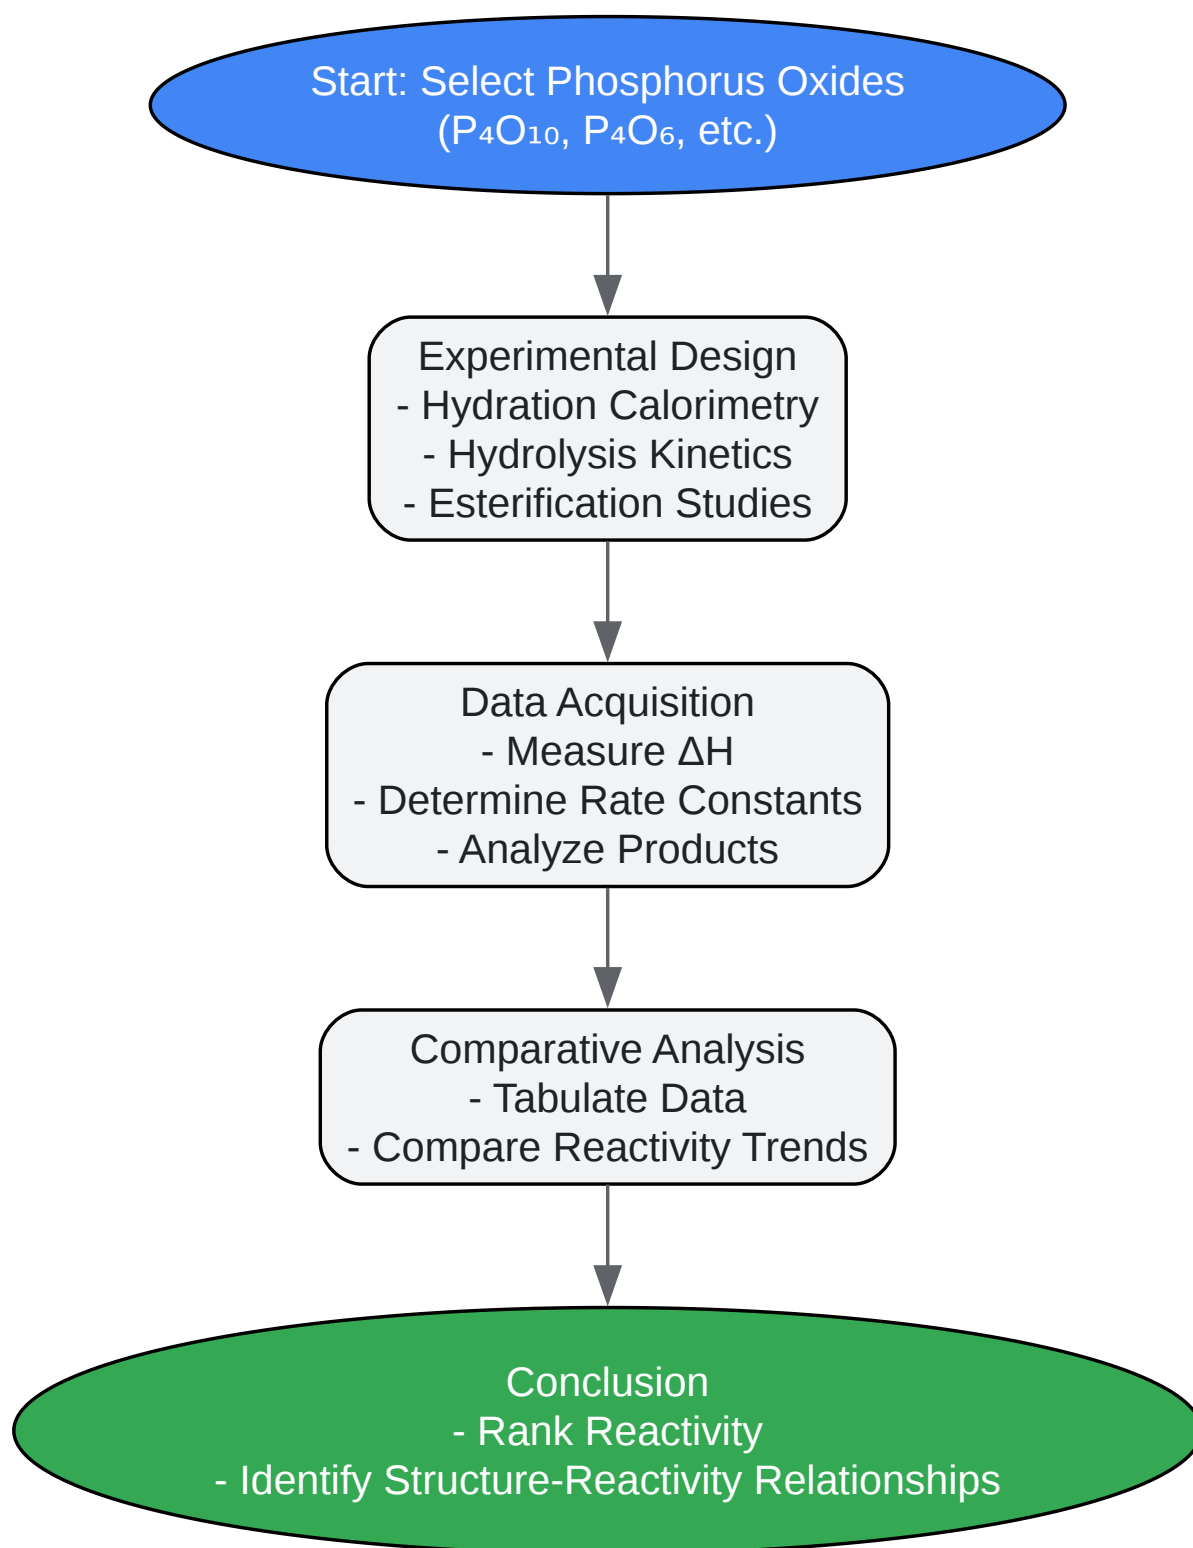 Start: Select Phosphorus Oxides
(P₄O₁₀, P₄O₆, etc.)
Experimental Design
- Hydration Calorimetry
- Hydrolysis Kinetics
- Esterification Studies
Data Acquisition
- Measure ΔH
- Determine Rate Constants
- Analyze Products
Comparative Analysis
- Tabulate Data
- Compare Reactivity Trends
Conclusion
- Rank Reactivity
- Identify Structure-Reactivity Relationships